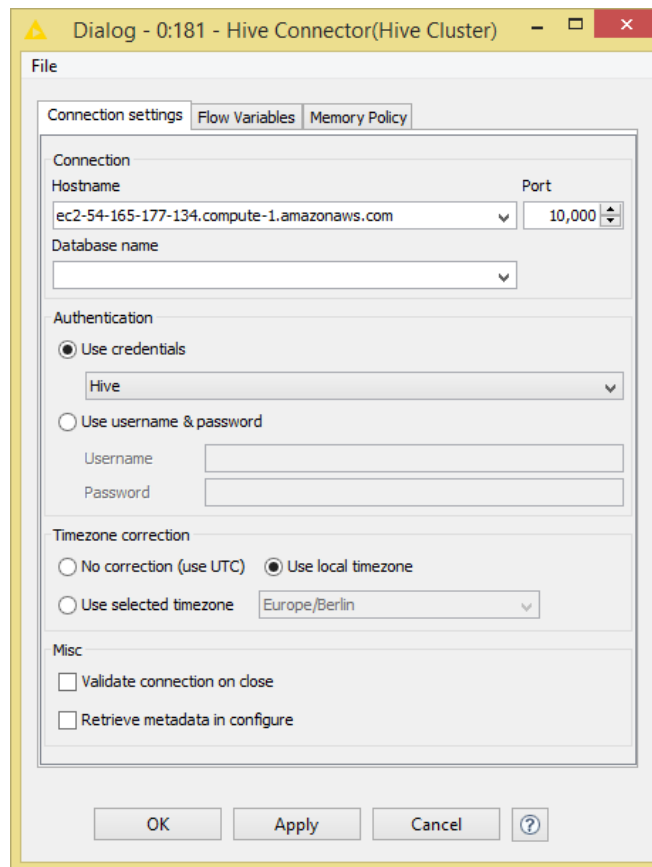 Dialog - 0:181 - Hive Connector(Hive Cluster)
File
Connection settings Flow Variables Memory Policy
Connection
Hostname Port
ec2-54-165-177-134.compute-1.amazonaws.com 10,000
Database name
Authentication
Use credentials
Hive
Use username & password
Username
Password
Timezone correction
No correction (use UTC) Use local timezone
Use selected timezone Europe/Berlin
Misc
Validate connection on close
Retrieve metadata in configure
OK Apply Cancel ?